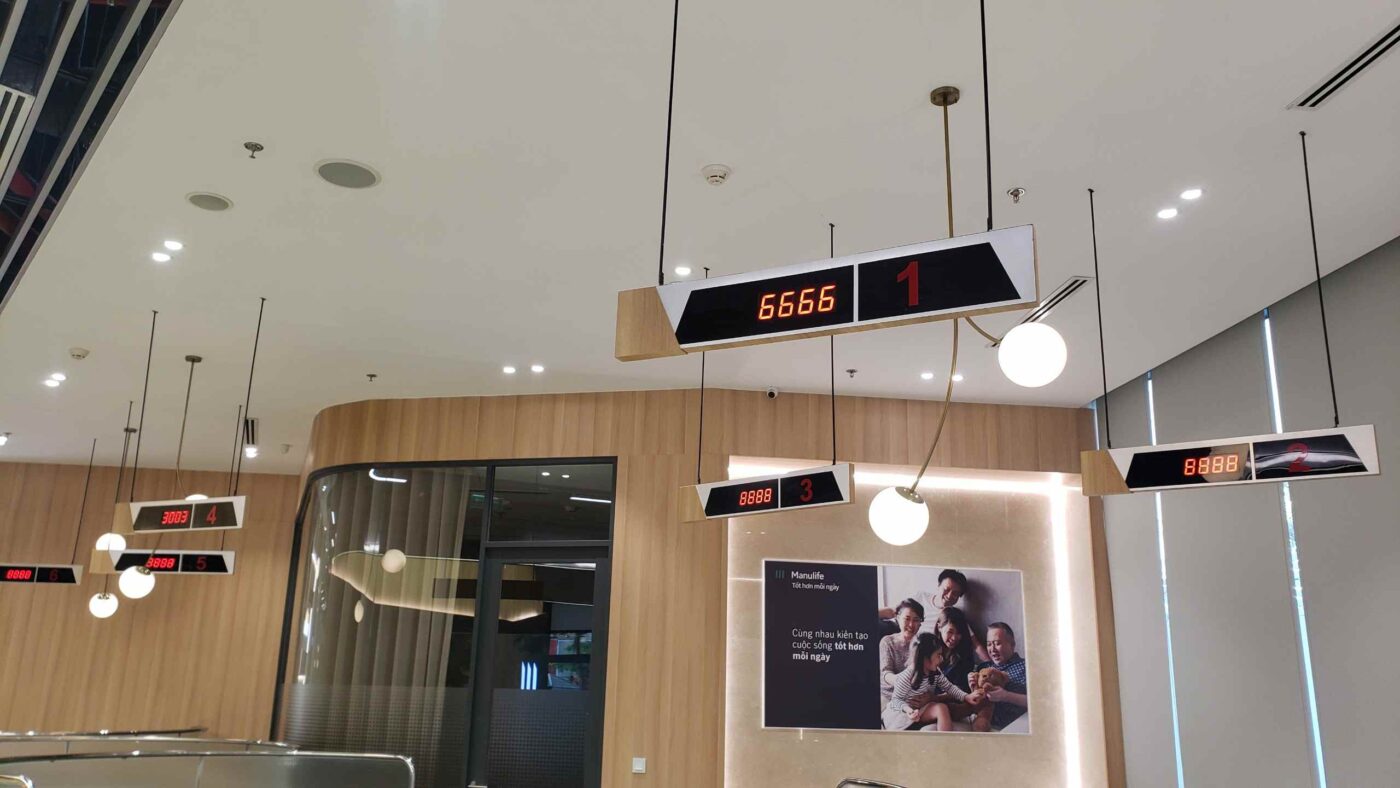 6666 1
8888 2
8888 3
3003 4
8888 5
8888 6
Manulife
Tốt hơn mỗi ngày
Cùng nhau kiến tạo
cuộc sống tốt hơn
mỗi ngày